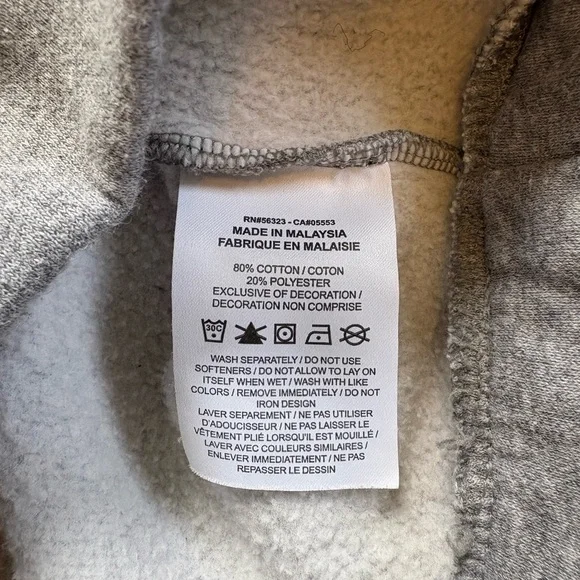 RN#56323 - CA#05553
MADE IN MALAYSIA
FABRIQUE EN MALAISIE
80% COTTON / COTON
20% POLYESTER
EXCLUSIVE OF DECORATION /
DECORATION NON COMPRISE
30C
WASH SEPARATELY / DO NOT USE
SOFTENERS / DO NOT ALLOW TO LAY ON
ITSELF WHEN WET / WASH WITH LIKE
COLORS / REMOVE IMMEDIATELY / DO NOT
IRON DESIGN
LAVER SEPAREMENT / NE PAS UTILISER
D'ADOUCISSEUR / NE PAS LAISSER LE
VÊTEMENT PLIÉ LORSQU'IL EST MOUILLÉ /
LAVER AVEC COULEURS SIMILAIRES /
ENLEVER IMMÉDIATEMENT / NE PAS
REPASSER LE DESSIN